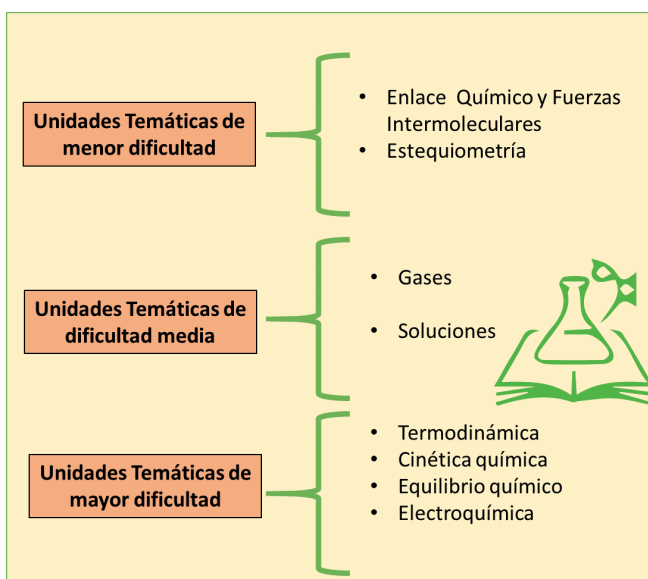 Unidades Temáticas de
menor dificultad
• Enlace Químico y Fuerzas
Intermoleculares
• Estequiometría
Unidades Temáticas de
dificultad media
• Gases
• Soluciones
Unidades Temáticas de
mayor dificultad
• Termodinámica
• Cinética química
• Equilibrio químico
• Electroquímica